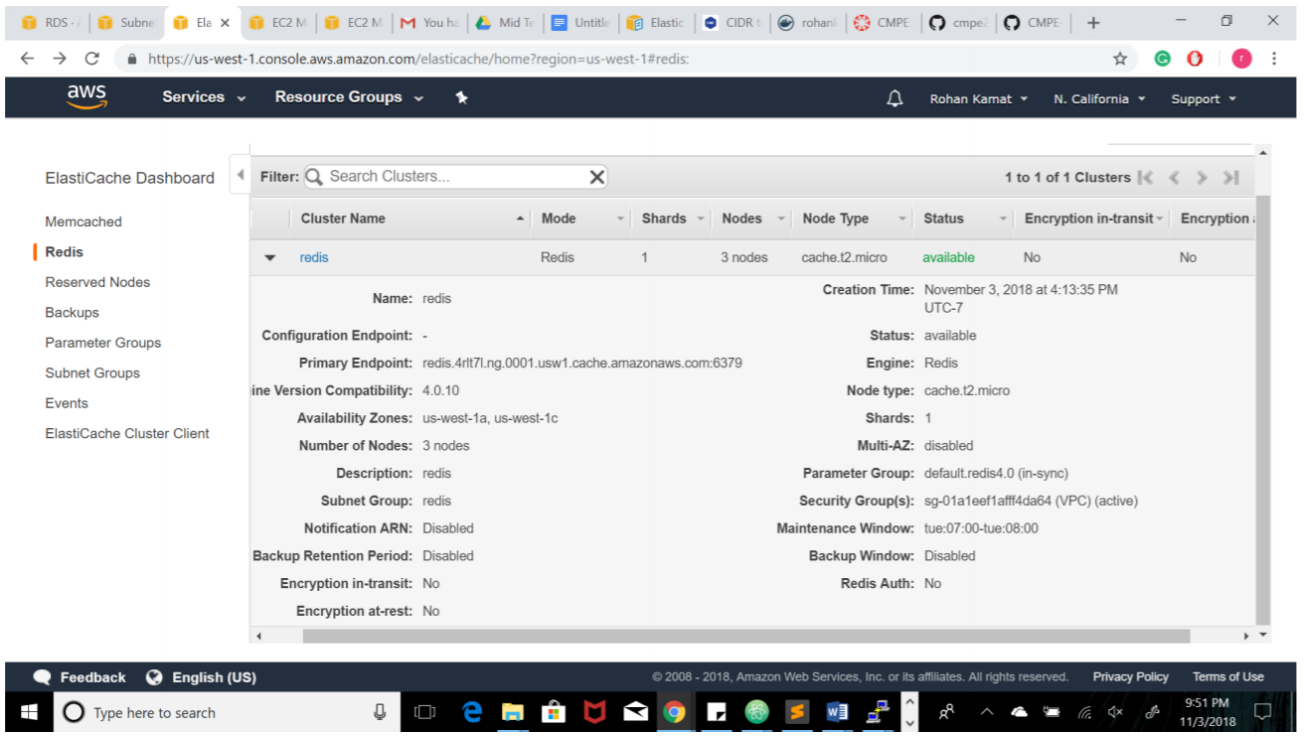 RDS - A
Subne
Ela
EC2 M
EC2 M
You ha
Mid Te
Untitle
Elastic
CIDR t
rohank
CMPE
cmpe2
CMPE
https://us-west-1.console.aws.amazon.com/elasticache/home?region=us-west-1#redis:
aws Services Resource Groups Rohan Kamat N. California Support
ElastiCache Dashboard
Memcached
Redis
Reserved Nodes
Backups
Parameter Groups
Subnet Groups
Events
ElastiCache Cluster Client
Filter: Search Clusters... 1 to 1 of 1 Clusters
Cluster Name Mode Shards Nodes Node Type Status Encryption in-transit Encryption
redis Redis 1 3 nodes cache.t2.micro available No No
Name: redis
Configuration Endpoint: -
Primary Endpoint: redis.4rlt7l.ng.0001.usw1.cache.amazonaws.com:6379
ine Version Compatibility: 4.0.10
Availability Zones: us-west-1a, us-west-1c
Number of Nodes: 3 nodes
Description: redis
Subnet Group: redis
Notification ARN: Disabled
Backup Retention Period: Disabled
Encryption in-transit: No
Encryption at-rest: No
Creation Time: November 3, 2018 at 4:13:35 PM
UTC-7
Status: available
Engine: Redis
Node type: cache.t2.micro
Shards: 1
Multi-AZ: disabled
Parameter Group: default.redis4.0 (in-sync)
Security Group(s): sg-01a1eef1afff4da64 (VPC) (active)
Maintenance Window: tue:07:00-tue:08:00
Backup Window: Disabled
Redis Auth: No
Feedback English (US) © 2008 - 2018, Amazon Web Services, Inc. or its affiliates. All rights reserved. Privacy Policy Terms of Use
Type here to search
9:51 PM
11/3/2018